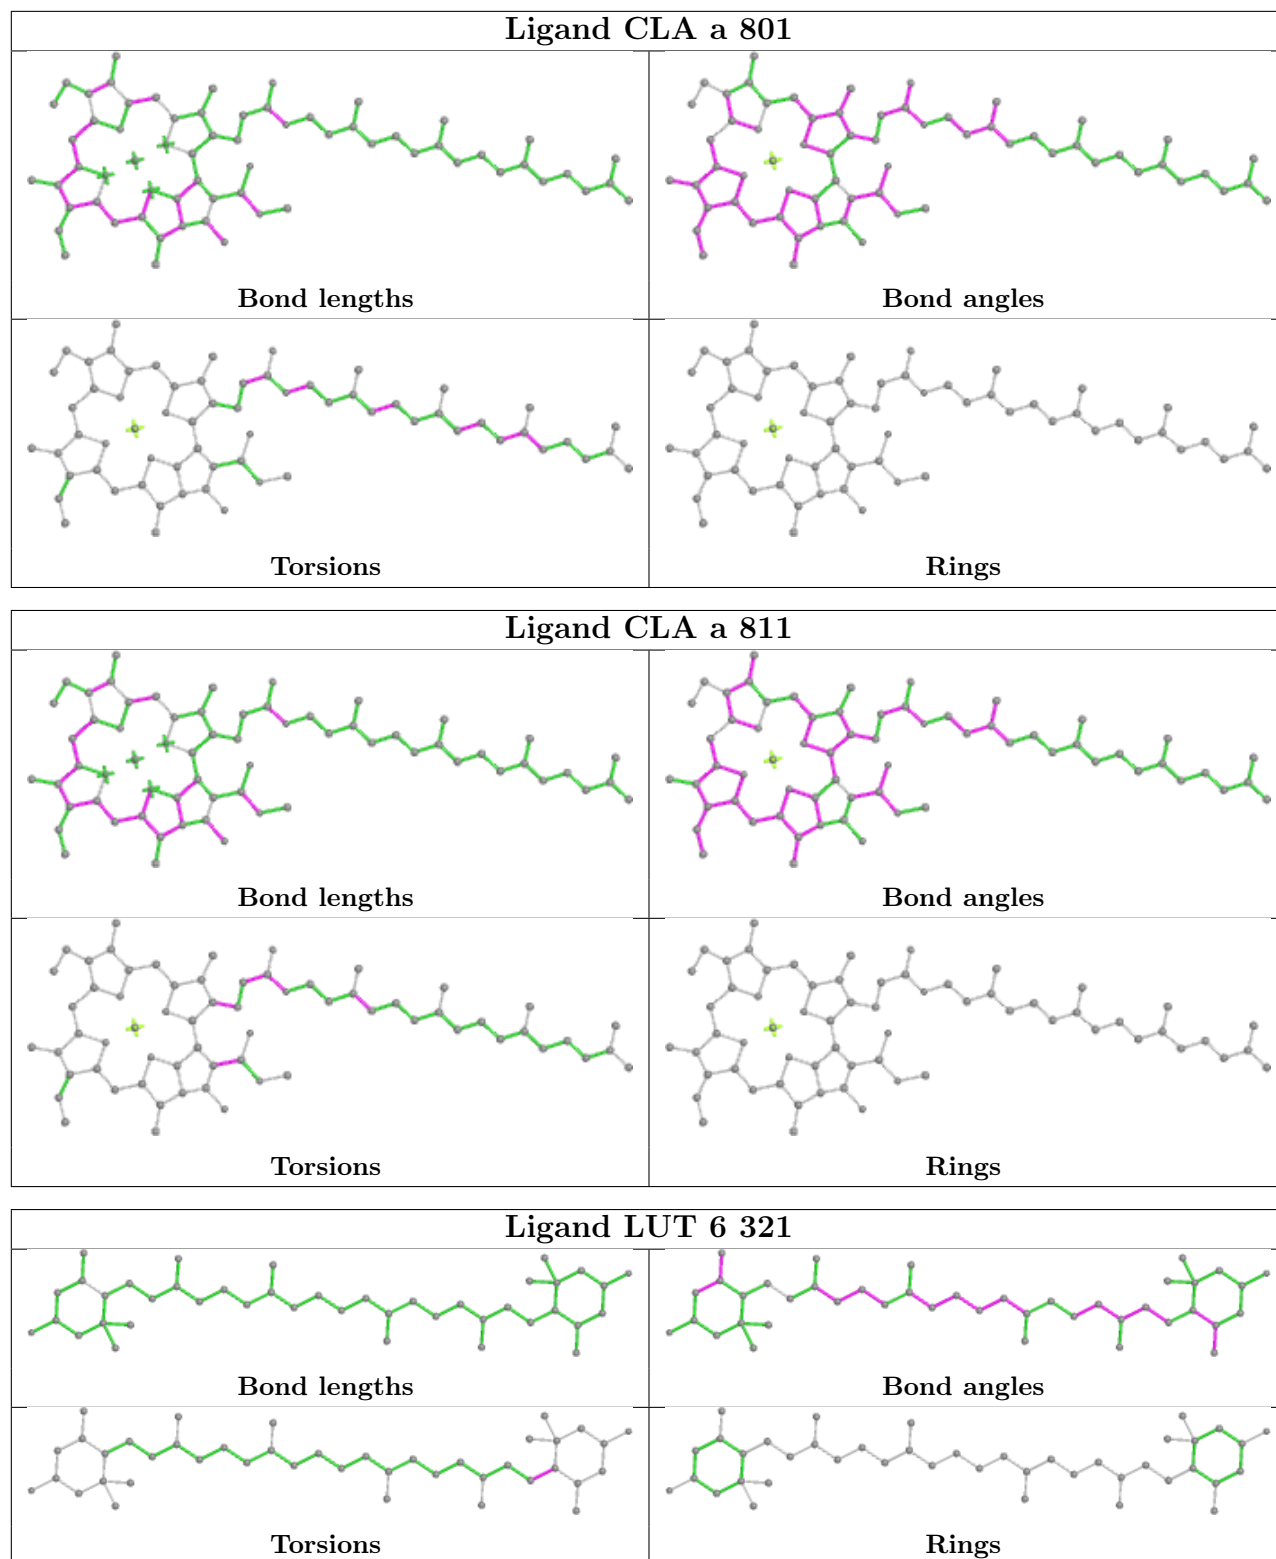 Ligand CLA a 801
Bond lengths
Bond angles
Torsions
Rings
Ligand CLA a 811
Bond lengths
Bond angles
Torsions
Rings
Ligand LUT 6 321
Bond lengths
Bond angles
Torsions
Rings